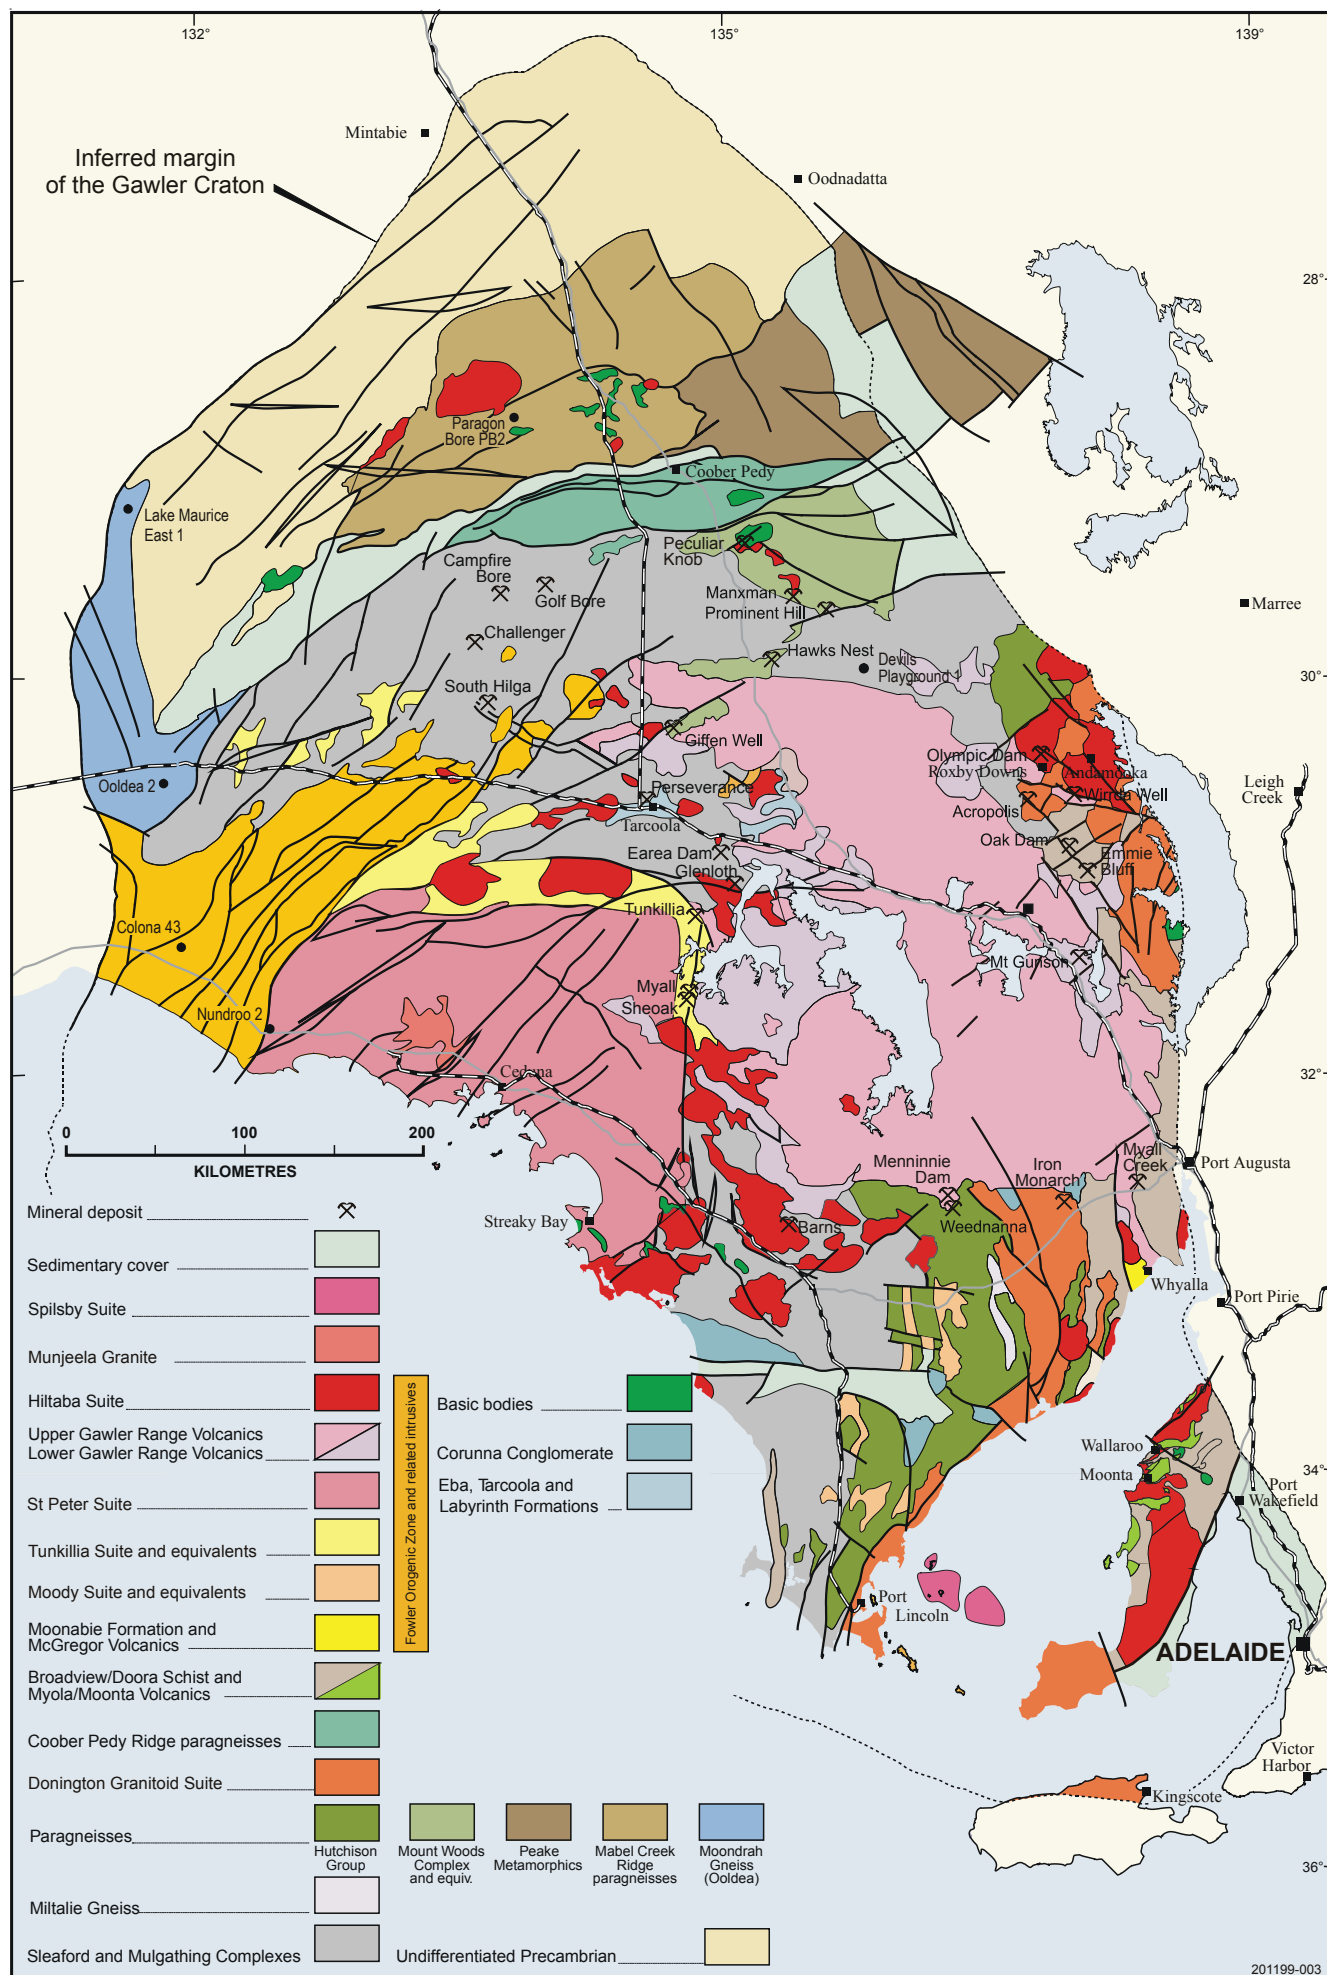 132°
135°
139°
Mintabie
Inferred margin
of the Gawler Craton
Oodnadatta
28°
Paragon
Bore PB2
Coober Pedy
Lake Maurice
East 1
Peculiar
Knob
Campfire
Bore
Golf Bore
Manxman
Prominent Hill
Marree
Challenger
Hawks Nest
Devils
Playground 1
30°
South Hilga
Giffen Well
Olympic Dam
Roxby Downs
Andamooka
Ooldea 2
Perseverance
Wirrda Well
Leigh
Creek
Acropolis
Tarcoola
Oak Dam
Earea Dam
Glenloth
Emmie
Bluff
Tunkillia
Colona 43
Mt Gunson
Myall
Sheoak
Nundroo 2
Ceduna
32°
0
100
200
KILOMETRES
Menninnie
Dam
Iron
Monarch
Myall
Creek
Port Augusta
Mineral deposit
Streaky Bay
Barns
Weednanna
Sedimentary cover
Whyalla
Spilsby Suite
Port Pirie
Munjeela Granite
Hiltaba Suite
Basic bodies
Upper Gawler Range Volcanics
Lower Gawler Range Volcanics
Corunna Conglomerate
Wallaroo
Moonta
34°
Port
Wakefield
St Peter Suite
Eba, Tarcoola and
Labyrinth Formations
Fowler Orogenic Zone and related intrusives
Tunkillia Suite and equivalents
Moody Suite and equivalents
Port
Lincoln
Moonabie Formation and
McGregor Volcanics
ADELAIDE
Broadview/Doora Schist and
Myola/Moonta Volcanics
Coober Pedy Ridge paragneisses
Victor
Harbor
Donington Granitoid Suite
Kingscote
Paragneisses
Hutchison
Group
Mount Woods
Complex
and equiv.
Peake
Metamorphics
Mabel Creek
Ridge
paragneisses
Moondrah
Gneiss
(Ooldea)
36°
Miltalie Gneiss
Sleaford and Mulgathing Complexes
Undifferentiated Precambrian
201199-003